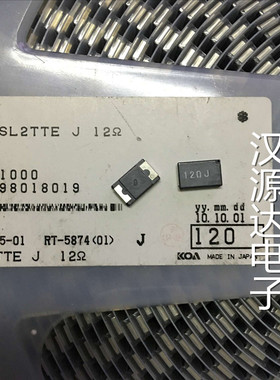 SL2TTE J 12Ω
1000
98018019
120J
yy. mm. dd
10. 10. 01
5-01 RT-5874(01) J
120
TTE J 12Ω
KOA MADE IN JAPAN
汉源达电子